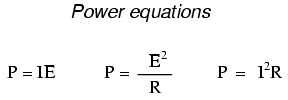 Power equations
P = IE   P = E²/R   P = I²R